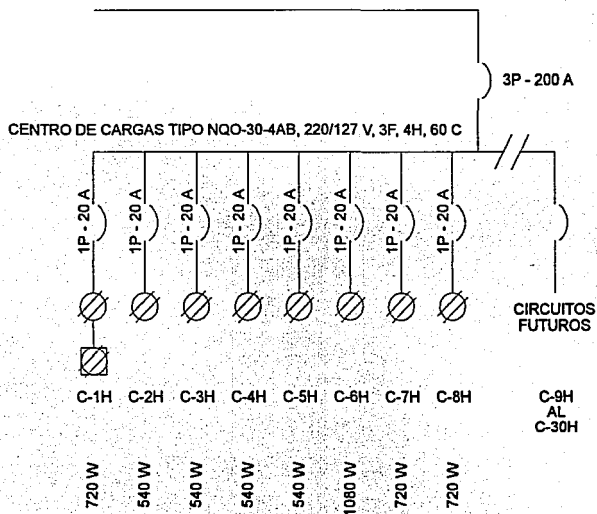 3P - 200 A
CENTRO DE CARGAS TIPO NQO-30-4AB, 220/127 V, 3F, 4H, 60 C
1P - 20 A
1P - 20 A
1P - 20 A
1P - 20 A
1P - 20 A
1P - 20 A
1P - 20 A
1P - 20 A
CIRCUITOS
FUTUROS
C-1H C-2H C-3H C-4H C-5H C-6H C-7H C-8H
C-9H
AL
C-30H
720 W
540 W
540 W
540 W
540 W
1080 W
720 W
720 W